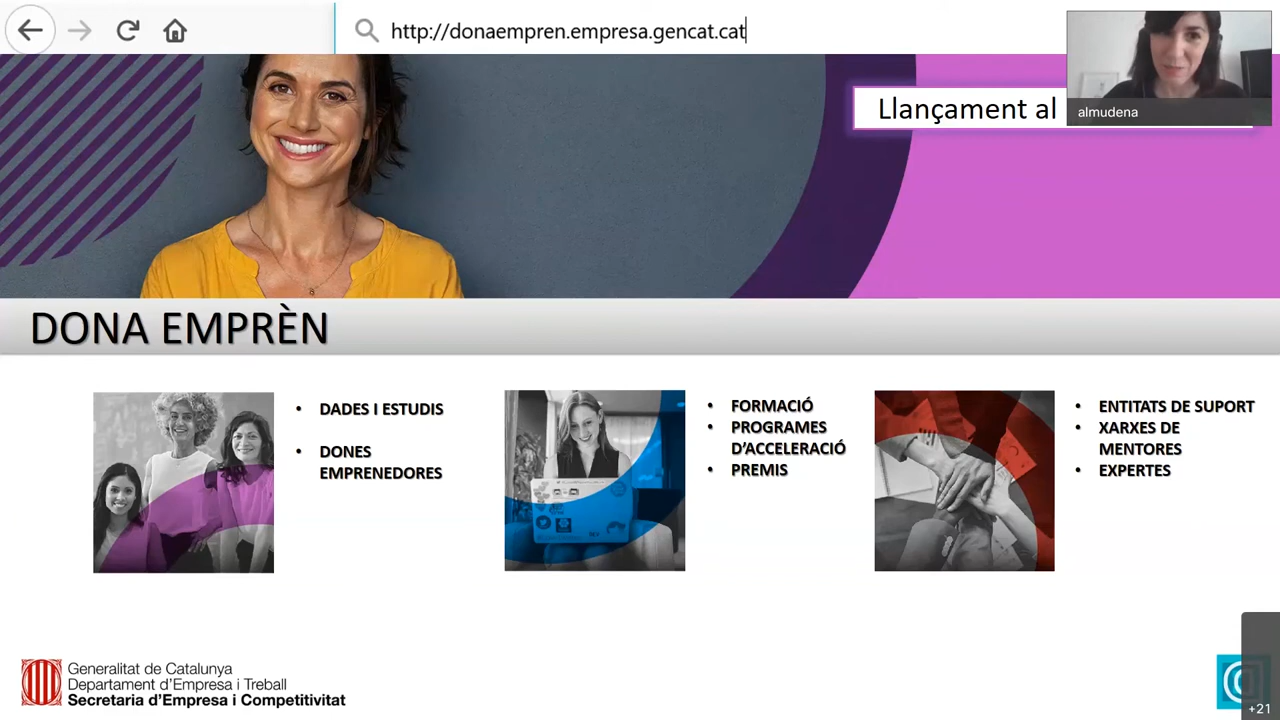 http://donaempren.empresa.gencat.cat
Llançament al
almudena
DONA EMPRÈN
• DADES I ESTUDIS
• DONES
EMPRENEDORES
• FORMACIÓ
• PROGRAMES
D'ACCELERACIÓ
• PREMIS
• ENTITATS DE SUPORT
• XARXES DE
MENTORES
• EXPERTES
Generalitat de Catalunya
Departament d'Empresa i Treball
Secretaria d'Empresa i Competitivitat
+21